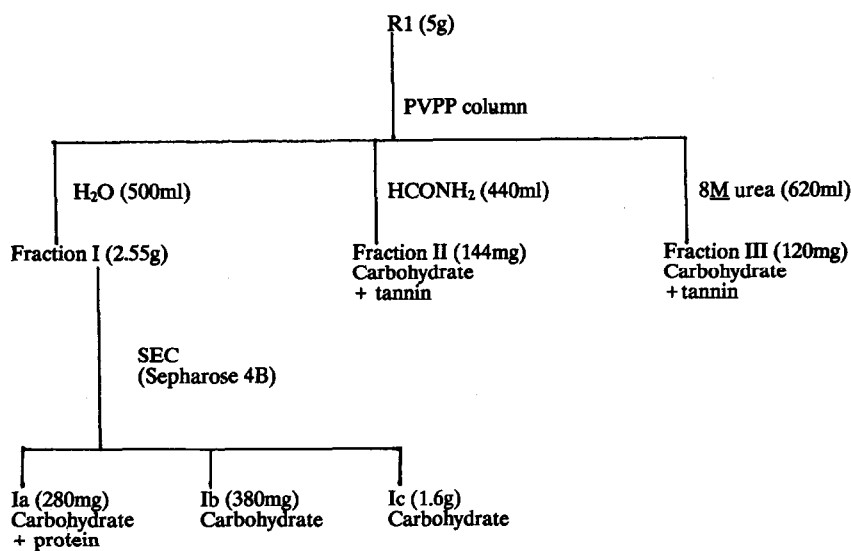 R1 (5g)
PVPP column
H₂O (500ml)
HCONH₂ (440ml)
8M urea (620ml)
Fraction I (2.55g)
Fraction II (144mg)
Carbohydrate
+ tannin
Fraction III (120mg)
Carbohydrate
+tannin
SEC
(Sepharose 4B)
Ia (280mg)
Carbohydrate
+ protein
Ib (380mg)
Carbohydrate
Ic (1.6g)
Carbohydrate